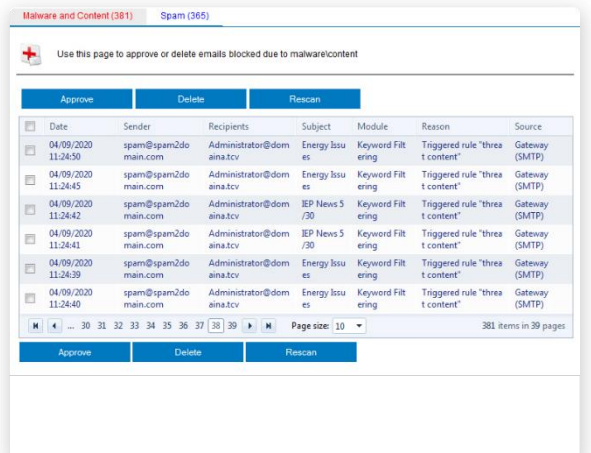 Malware and Content (381) Spam (365)
Use this page to approve or delete emails blocked due to malware\content
Approve Delete Rescan
Date Sender Recipients Subject Module Reason Source
04/09/2020 spam@spam2do Administrator@dom Energy Issu Keyword Filt Triggered rule "threa Gateway
11:24:50 main.com aina.tcv es ering t content" (SMTP)
04/09/2020 spam@spam2do Administrator@dom Energy Issu Keyword Filt Triggered rule "threa Gateway
11:24:45 main.com aina.tcv es ering t content" (SMTP)
04/09/2020 spam@spam2do Administrator@dom IEP News 5 Keyword Filt Triggered rule "threa Gateway
11:24:42 main.com aina.tcv /30 ering t content" (SMTP)
04/09/2020 spam@spam2do Administrator@dom IEP News 5 Keyword Filt Triggered rule "threa Gateway
11:24:41 main.com aina.tcv /30 ering t content" (SMTP)
04/09/2020 spam@spam2do Administrator@dom Energy Issu Keyword Filt Triggered rule "threa Gateway
11:24:39 main.com aina.tcv es ering t content" (SMTP)
04/09/2020 spam@spam2do Administrator@dom Energy Issu Keyword Filt Triggered rule "threa Gateway
11:24:40 main.com aina.tcv es ering t content" (SMTP)
... 30 31 32 33 34 35 36 37 38 39 Page size: 10 381 items in 39 pages
Approve Delete Rescan